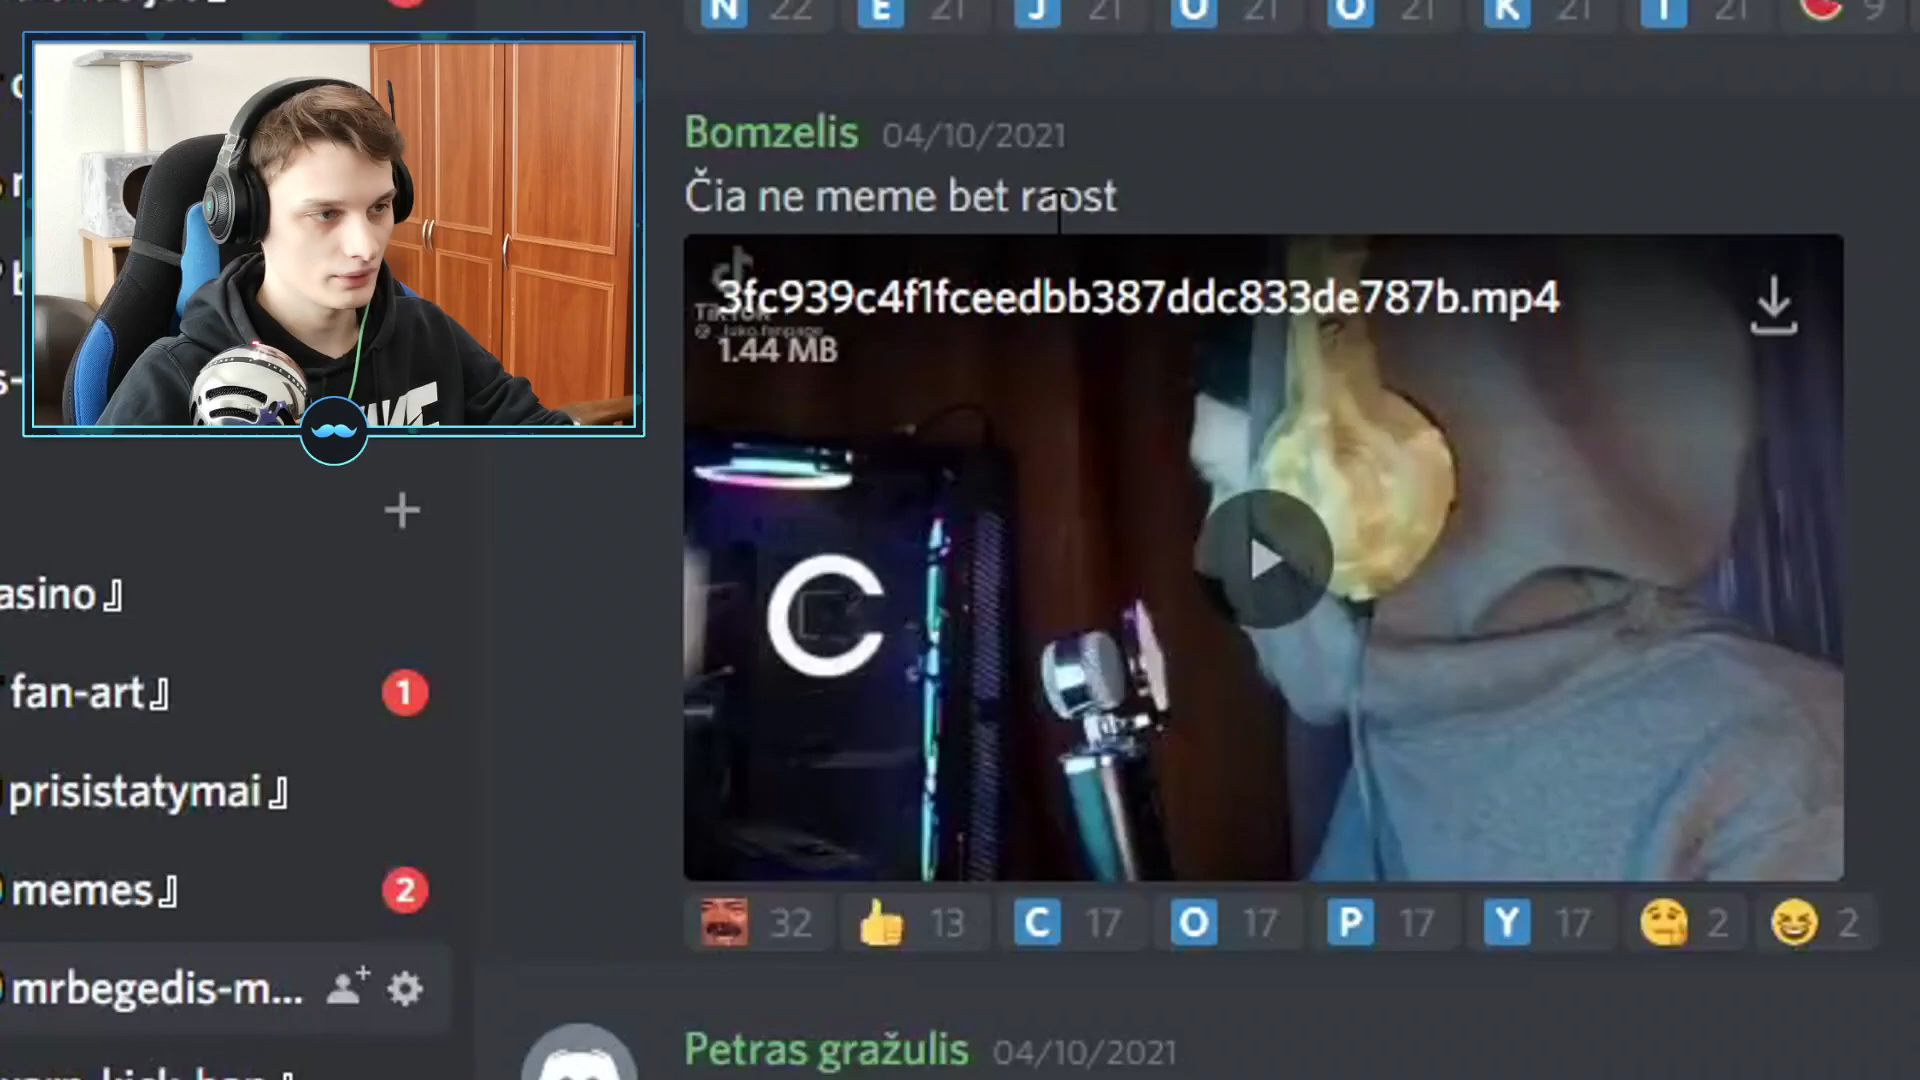 N 22 E 21 J 21 U 21 O 21 K 21 I 21 9
Bomzelis 04/10/2021
Čia ne meme bet raost
3fc939c4f1fceedbb387ddc833de787b.mp4
1.44 MB
TikTok
C
32 13 C 17 O 17 P 17 Y 17 2 2
Petras gražulis 04/10/2021
+
asino』
fan-art』 1
prisistatymai』
memes』 2
mrbegedis-m...